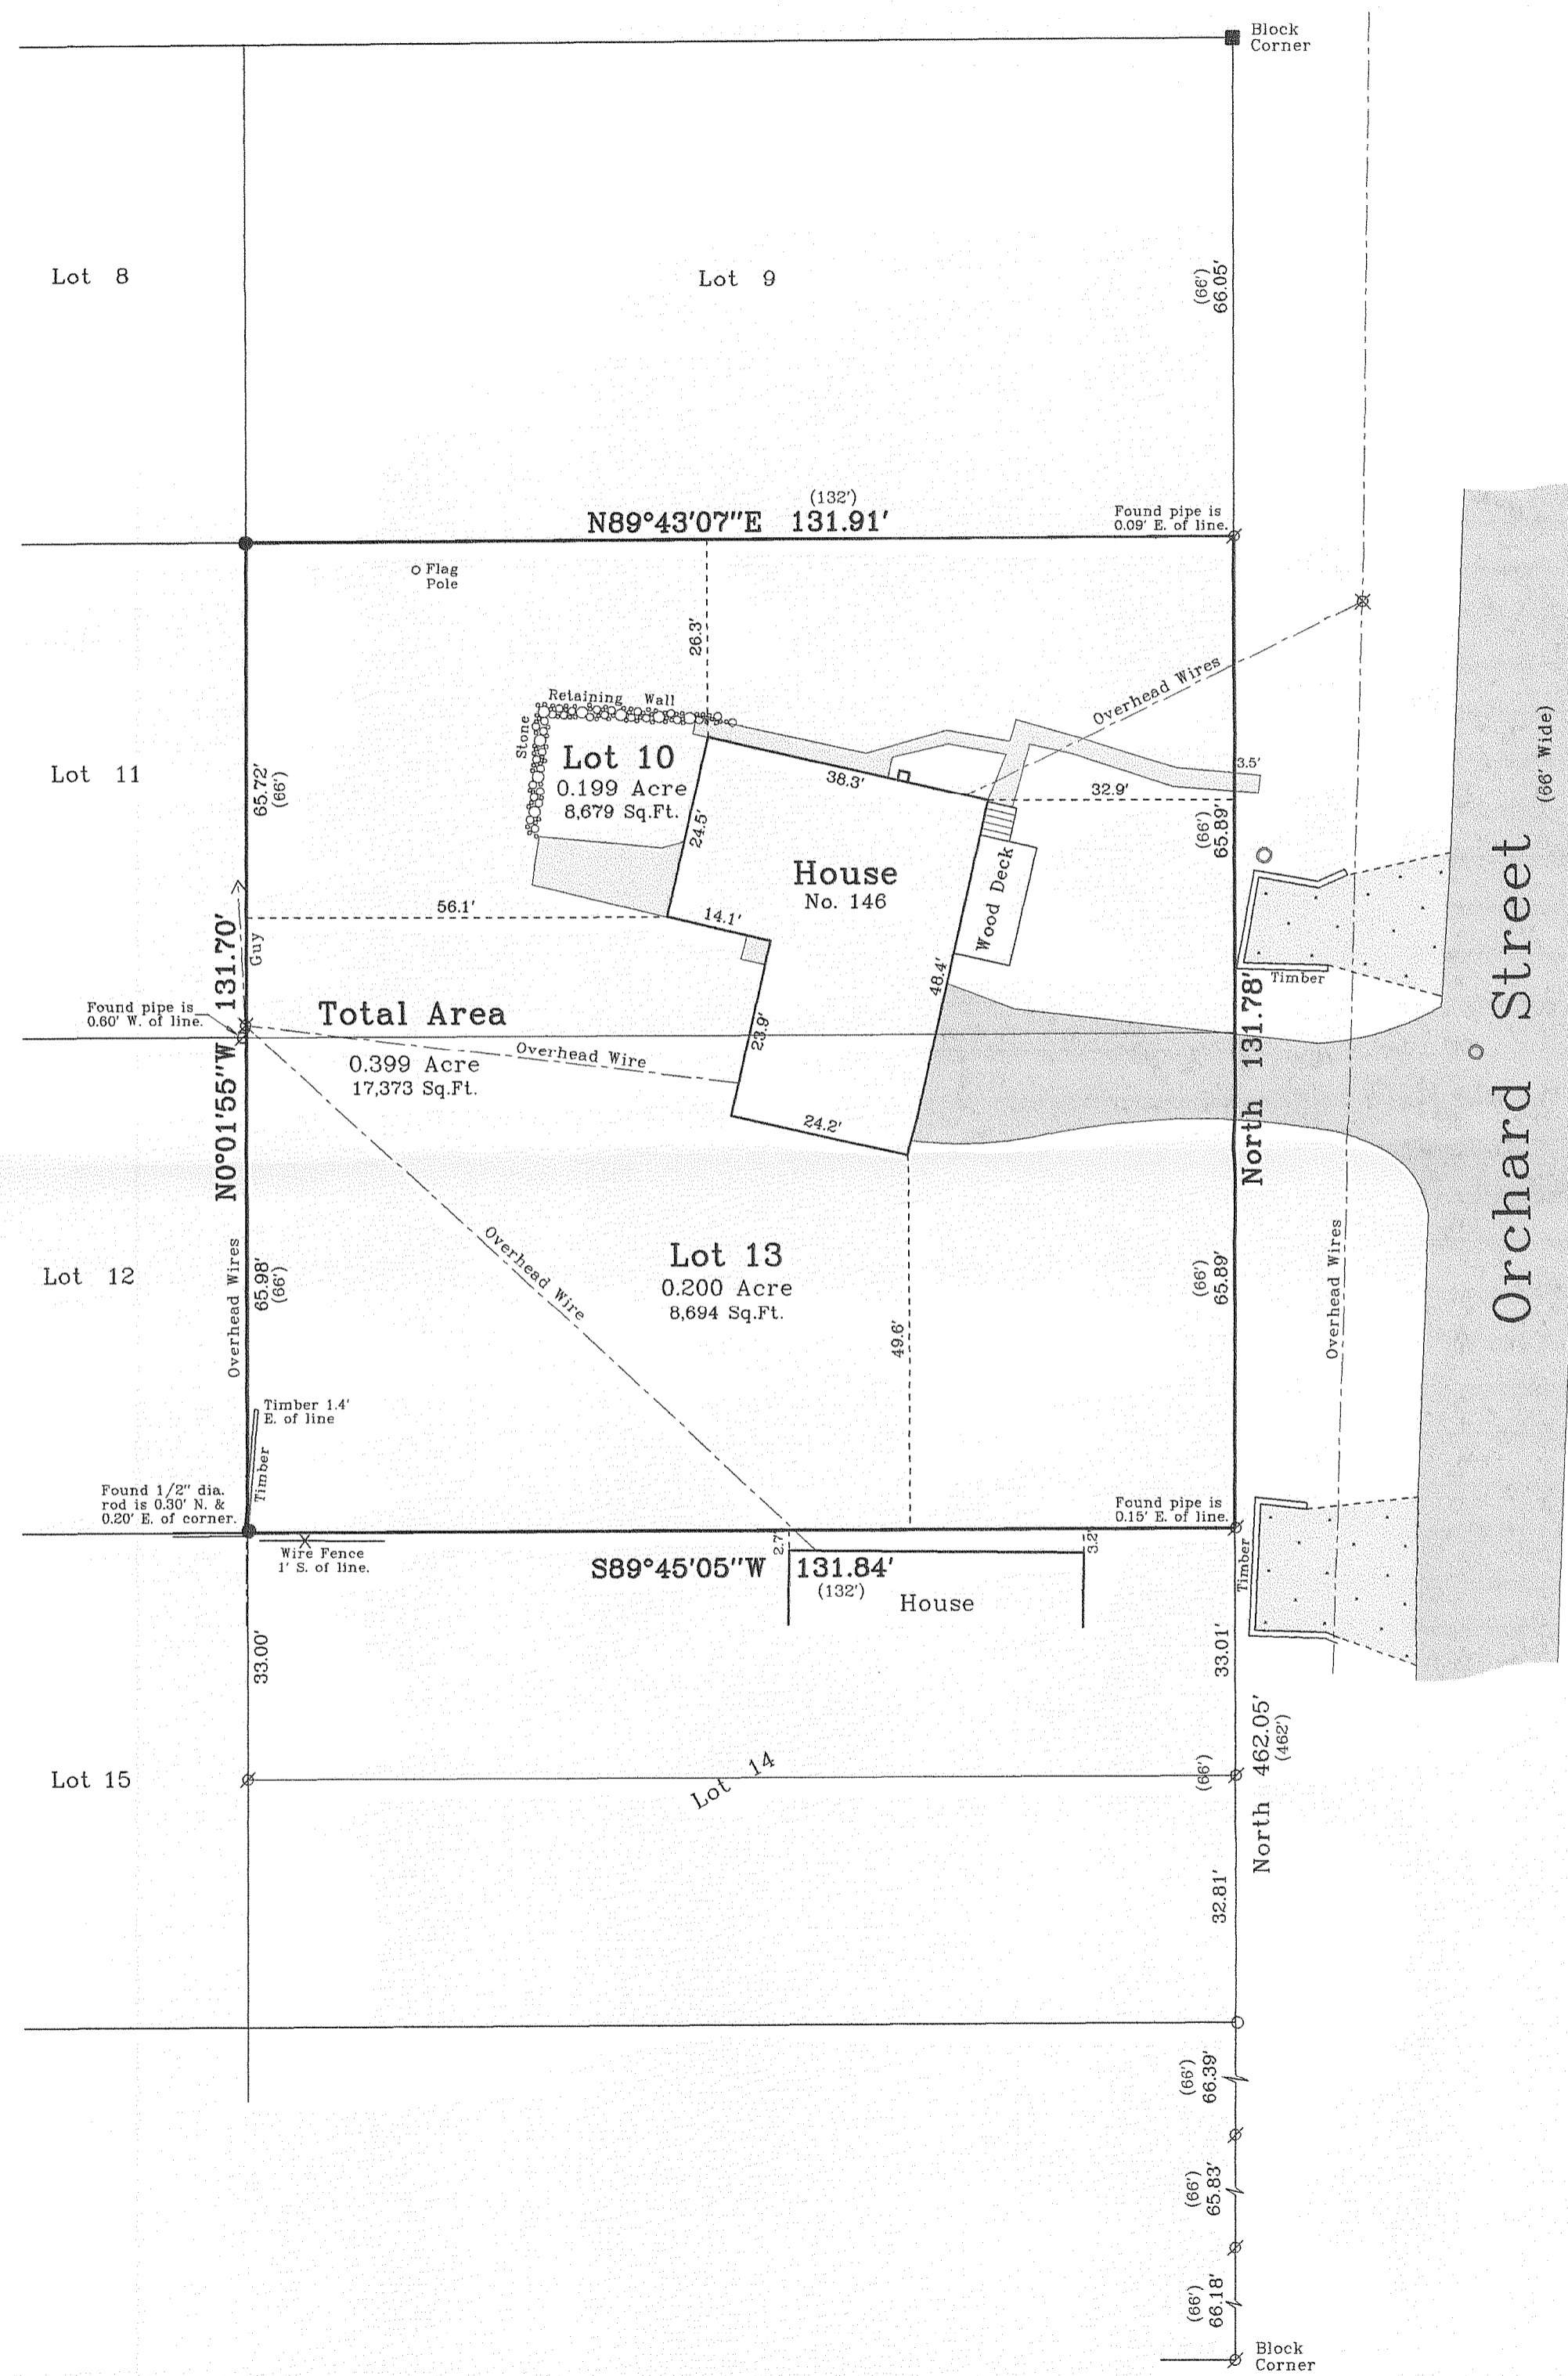 Block
Corner
Lot 8
Lot 9
(66')
66.05'
(132')
N89°43'07"E 131.91'
Found pipe is
0.09' E. of line.
Flag
Pole
26.3'
Overhead Wires
Retaining Wall
Stone
Lot 10
0.199 Acre
8,679 Sq.Ft.
Lot 11
65.72'
(66')
38.3'
3.5'
32.9'
(66')
65.89'
24.5'
House
No. 146
Wood Deck
(66' Wide)
Orchard Street
56.1'
14.1'
Guy
48.4'
Timber
N0°01'55"W 131.70'
Found pipe is
0.60' W. of line.
Total Area
0.399 Acre
17,373 Sq.Ft.
Overhead Wire
23.9'
24.2'
North 131.78'
Lot 12
Overhead Wires
65.98'
(66')
Overhead Wire
Lot 13
0.200 Acre
8,694 Sq.Ft.
49.6'
(66')
65.89'
Overhead Wires
Timber 1.4'
E. of line
Timber
Found 1/2" dia.
rod is 0.30' N. &
0.20' E. of corner.
Found pipe is
0.15' E. of line.
Wire Fence
1' S. of line.
2.7'
3.2'
S89°45'05"W 131.84'
(132')
House
Timber
33.00'
33.01'
Lot 15
Lot 14
(66')
North 462.05'
(462')
32.81'
(66')
66.39'
(66')
65.83'
(66')
66.18'
Block
Corner